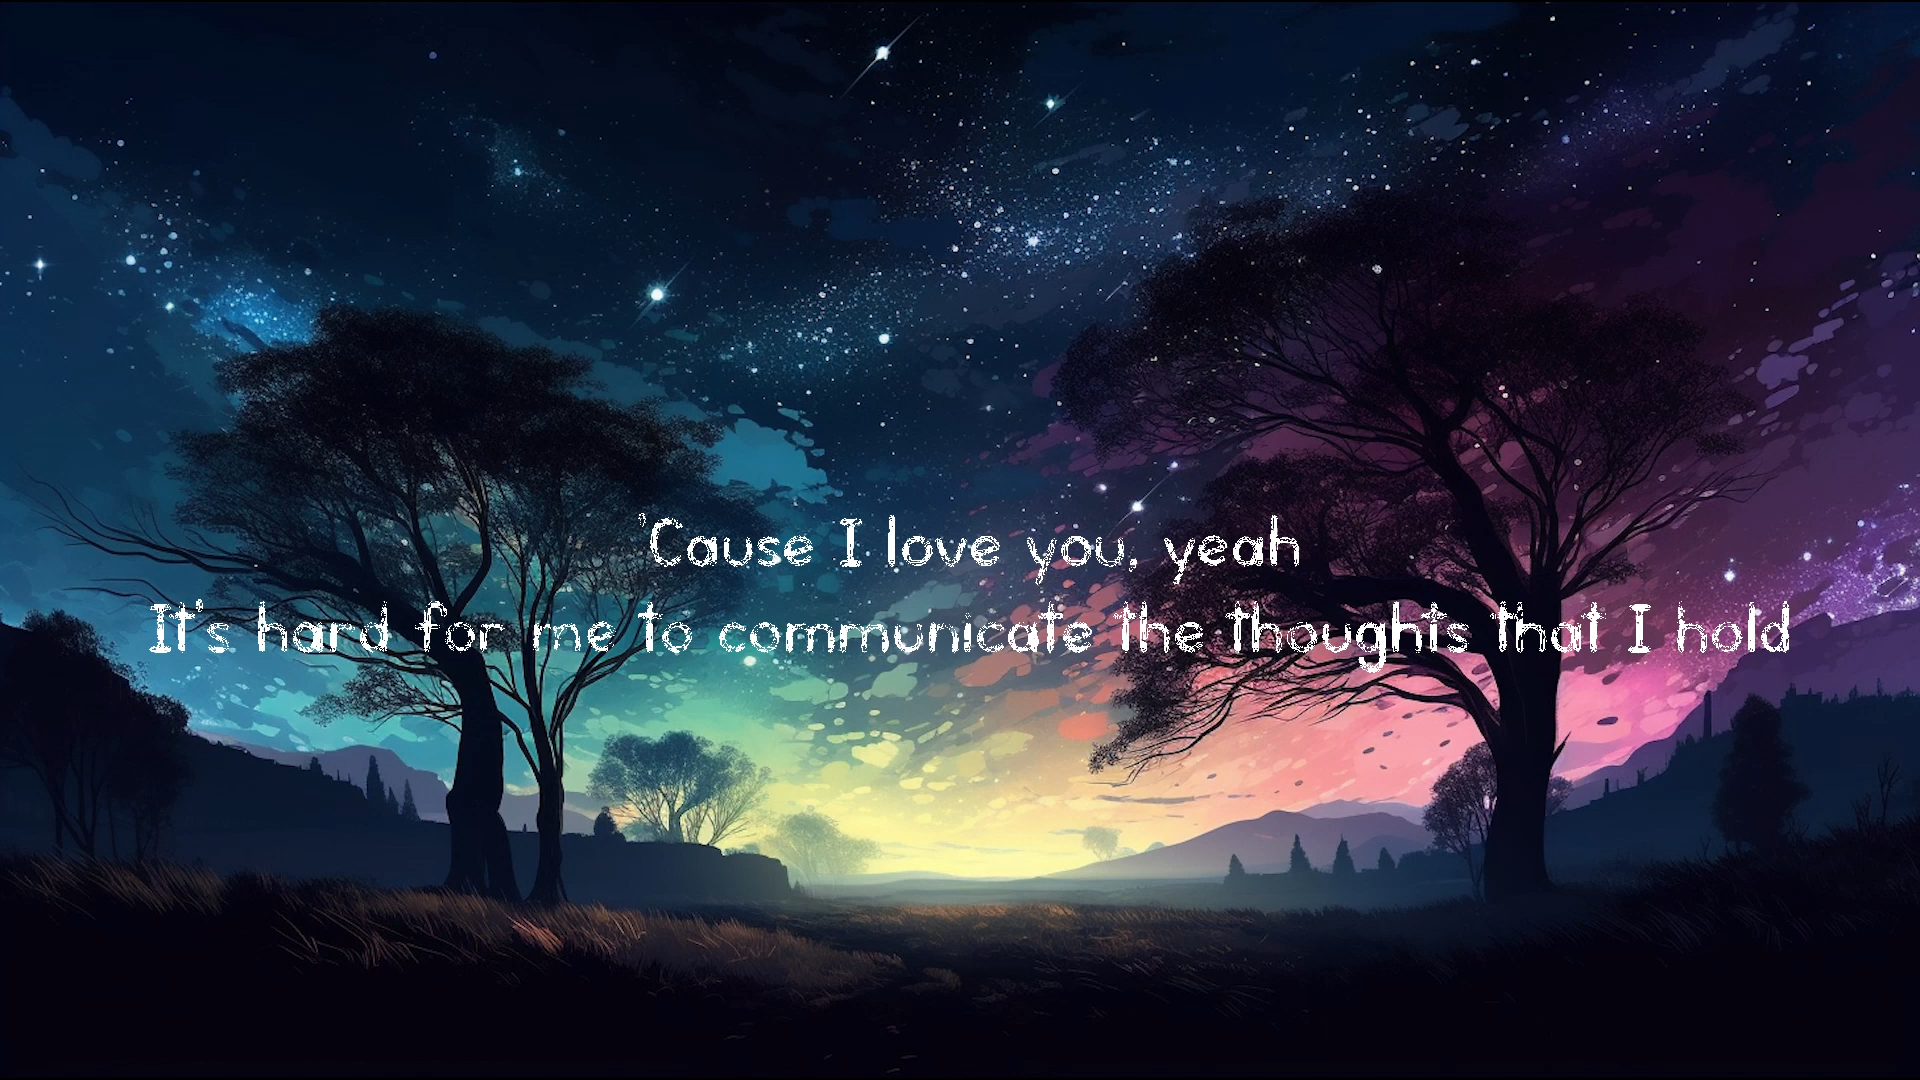 'Cause I love you, yeah
It's hard for me to communicate the thoughts that I hold